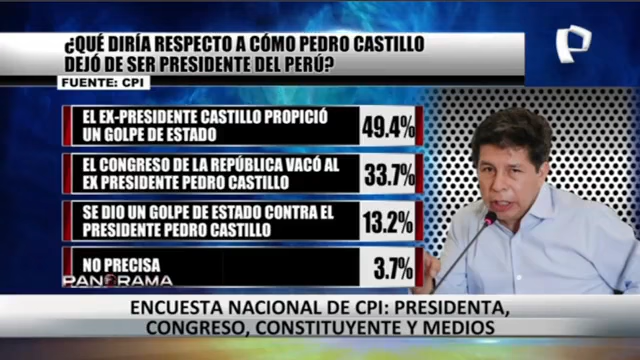 ¿QUÉ DIRÍA RESPECTO A CÓMO PEDRO CASTILLO
DEJÓ DE SER PRESIDENTE DEL PERÚ?
FUENTE: CPI
EL EX-PRESIDENTE CASTILLO PROPICIÓ
UN GOLPE DE ESTADO
49.4%
EL CONGRESO DE LA REPÚBLICA VACÓ AL
EX PRESIDENTE PEDRO CASTILLO
33.7%
SE DIO UN GOLPE DE ESTADO CONTRA EL
PRESIDENTE PEDRO CASTILLO
13.2%
NO PRECISA
3.7%
PANORAMA
ENCUESTA NACIONAL DE CPI: PRESIDENTA,
CONGRESO, CONSTITUYENTE Y MEDIOS